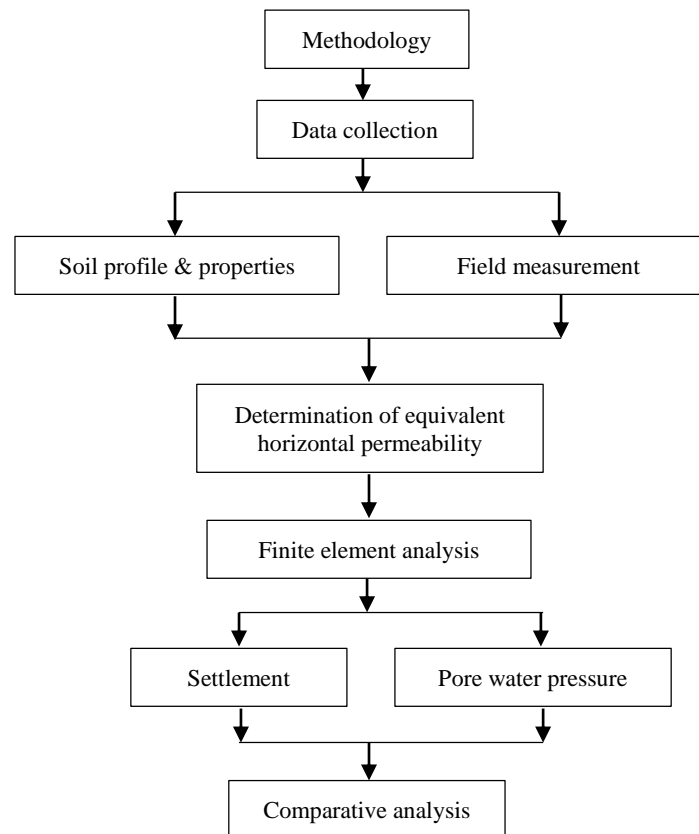 Methodology
Data collection
Soil profile & properties
Field measurement
Determination of equivalent
horizontal permeability
Finite element analysis
Settlement
Pore water pressure
Comparative analysis